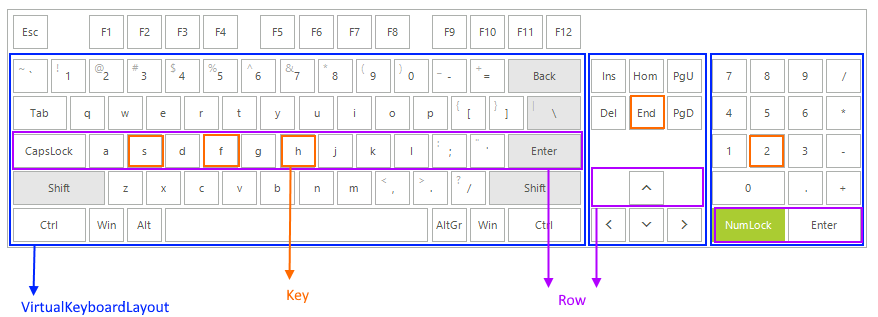 Esc F1 F2 F3 F4 F5 F6 F7 F8 F9 F10 F11 F12
~ ` ! 1 @ 2 # 3 $ 4 % 5 ^ 6 & 7 * 8 ( 9 ) 0 _ - + = Back Ins Hom PgU 7 8 9 /
Tab q w e r t y u i o p { [ } ] | \ Del End PgD 4 5 6 *
CapsLock a s d f g h j k l : ; " ' Enter 1 2 3 -
Shift z x c v b n m < , > . ? / Shift ^ 0 . +
Ctrl Win Alt AltGr Win Ctrl NumLock Enter
VirtualKeyboardLayout Key Row